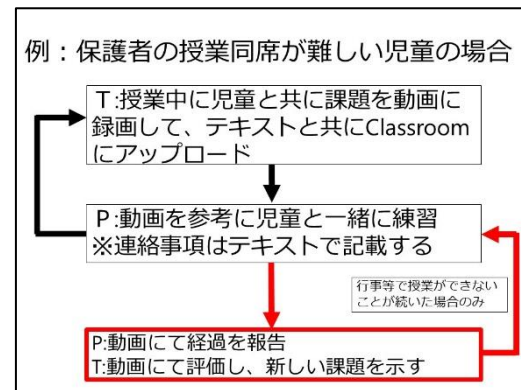 例：保護者の授業同席が難しい児童の場合
T:授業中に児童と共に課題を動画に
録画して、テキストと共にClassroom
にアップロード
P:動画を参考に児童と一緒に練習
※連絡事項はテキストで記載する
行事等で授業ができない
ことが続いた場合のみ
P:動画にて経過を報告
T:動画にて評価し、新しい課題を示す